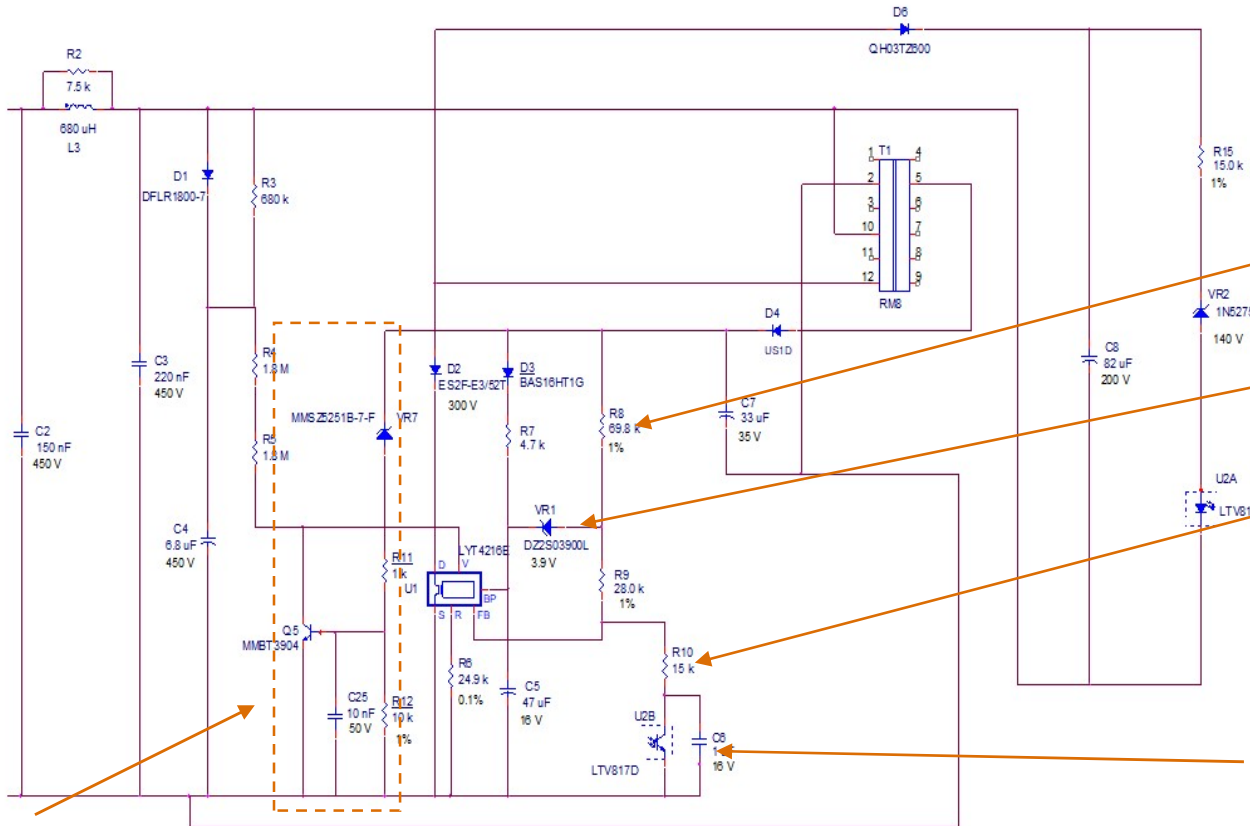 D6
QH03TZ600
R2
7.5 k
680 uH
L3
D1
DFLR1800-7
R3
680 k
T1
1
2
3
10
11
12
4
5
6
7
8
9
RM8
R15
15.0 k
1%
VR2
1N5275
140 V
D4
US1D
C8
82 uF
200 V
C3
220 nF
450 V
C2
150 nF
450 V
R4
1.8 M
R5
MMSZ5251B-7-F
VR7
D2
ES2F-E3/52T
300 V
D3
BAS16HT1G
R7
4.7 k
R8
69.8 k
1%
C7
33 uF
35 V
C4
6.8 uF
450 V
VR1
DZ2S03900L
3.9 V
U2A
LTV81
LYT4216E
R11
1k
U1
D
V
BP
S
R
FB
R9
28.0 k
1%
Q5
MMBT3904
R6
24.9 k
0.1%
R10
15 k
C25
10 nF
50 V
R12
10 k
1%
C5
47 uF
16 V
U2B
LTV817D
C6
16 V